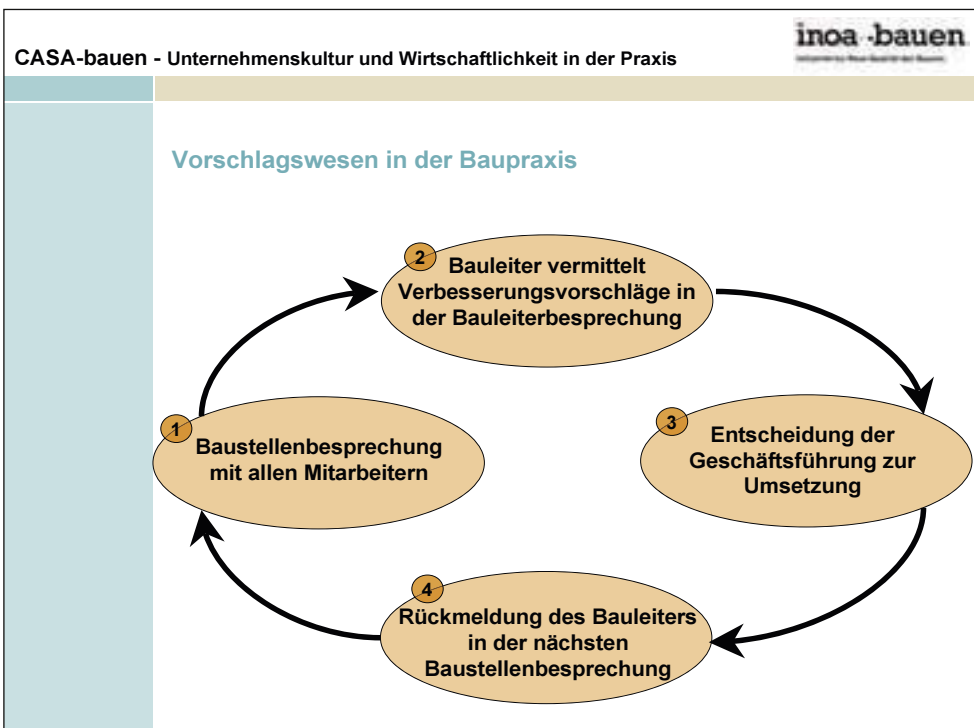 inoa -bauen
CASA-bauen - Unternehmenskultur und Wirtschaftlichkeit in der Praxis
Vorschlagswesen in der Baupraxis
1
Baustellenbesprechung
mit allen Mitarbeitern
2
Bauleiter vermittelt
Verbesserungsvorschläge in
der Bauleiterbesprechung
3
Entscheidung der
Geschäftsführung zur
Umsetzung
4
Rückmeldung des Bauleiters
in der nächsten
Baustellenbesprechung